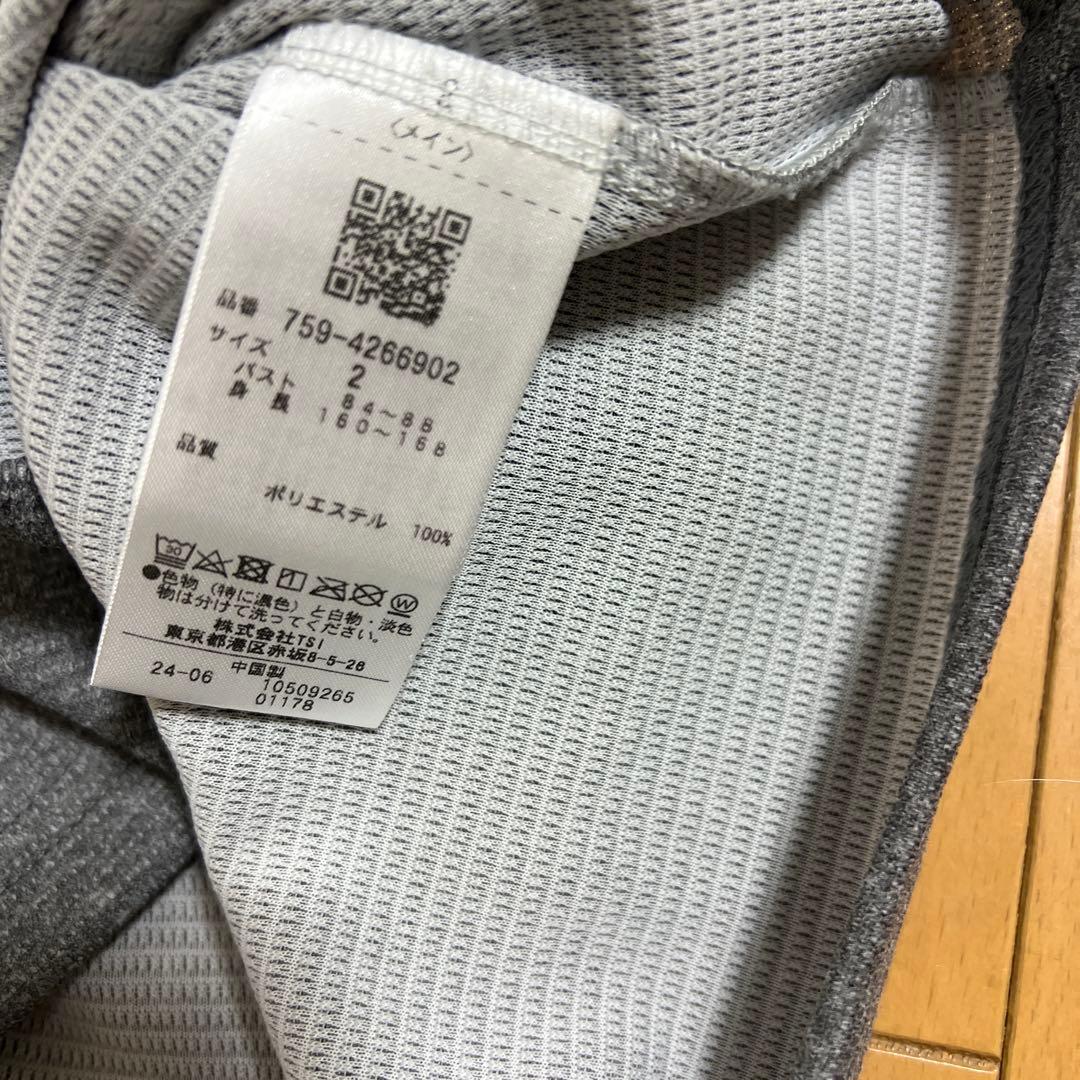 〈メイン〉
品番 759-4266902
サイズ 2
バスト 84～88
身長 160～168
品質
ポリエステル 100%
30
●色物（特に濃色）と白物・淡色
物は分けて洗ってください。
株式会社TSI
東京都港区赤坂8-5-28
中国製
24-06 10509265
01178